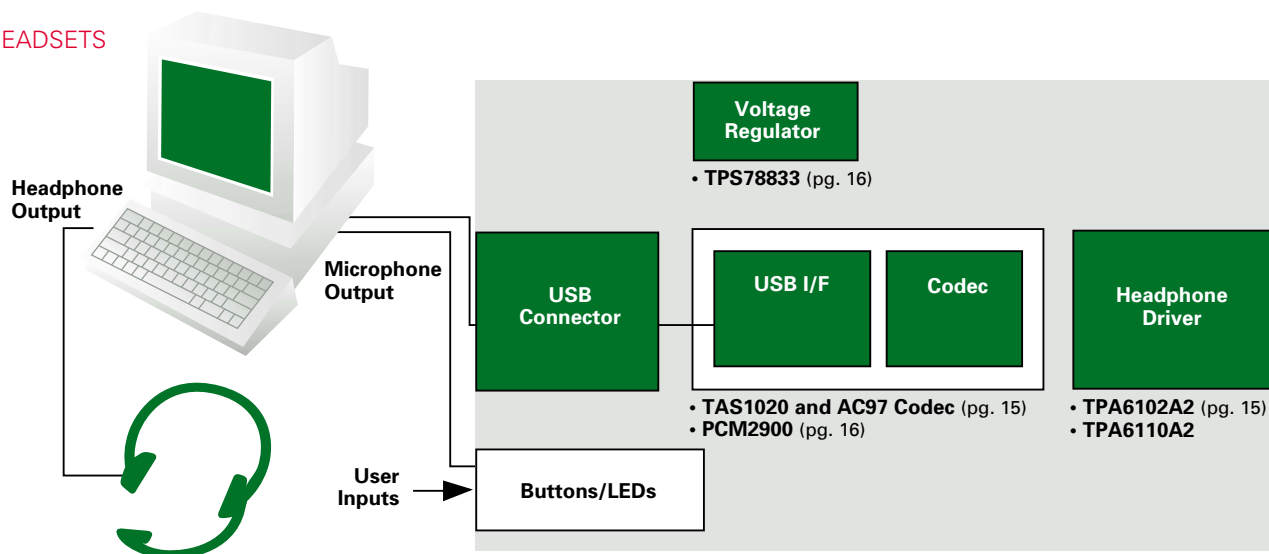 EADSETS
Voltage
Regulator
• TPS78833 (pg. 16)
Headphone
Output
Microphone
Output
USB
Connector
USB I/F
Codec
Headphone
Driver
• TAS1020 and AC97 Codec (pg. 15)
• PCM2900 (pg. 16)
• TPA6102A2 (pg. 15)
• TPA6110A2
User
Inputs
Buttons/LEDs